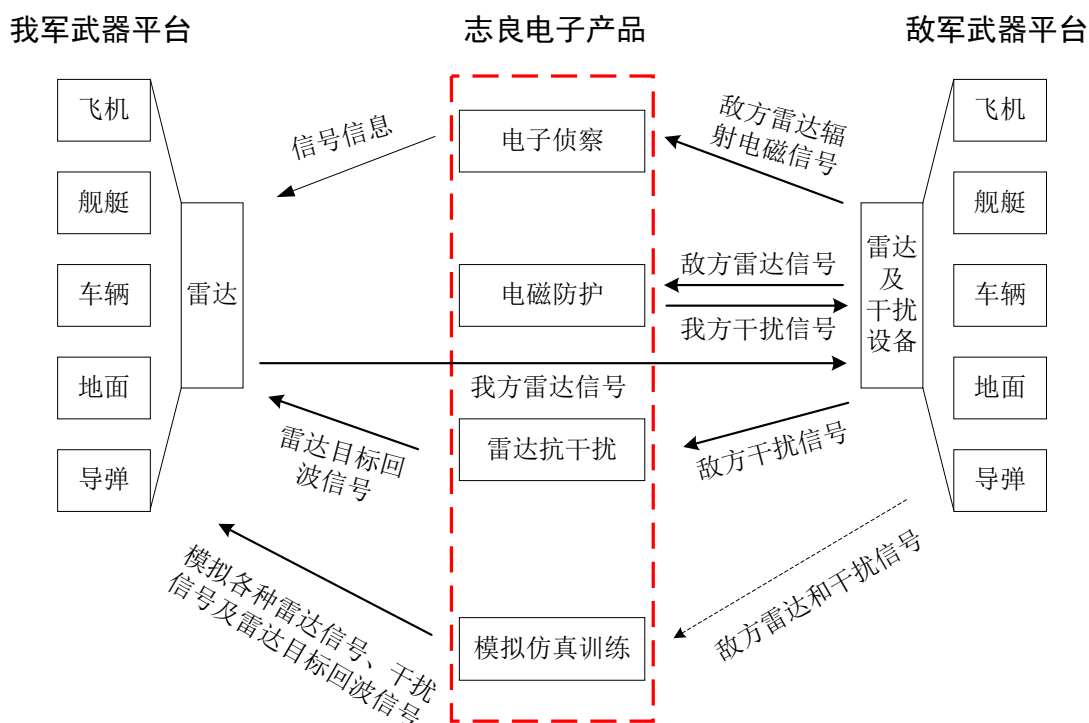 我军武器平台
志良电子产品
敌军武器平台
飞机
舰艇
车辆
地面
导弹
雷达
信号信息
电子侦察
敌方雷达辐
射电磁信号
电磁防护
敌方雷达信号
我方干扰信号
我方雷达信号
雷达目标回
波信号
雷达抗干扰
敌方干扰信号
模拟各种雷达信号、干扰
信号及雷达目标回波信号
模拟仿真训练
敌方雷达和干扰信号
雷达
及
干扰
设备
飞机
舰艇
车辆
地面
导弹